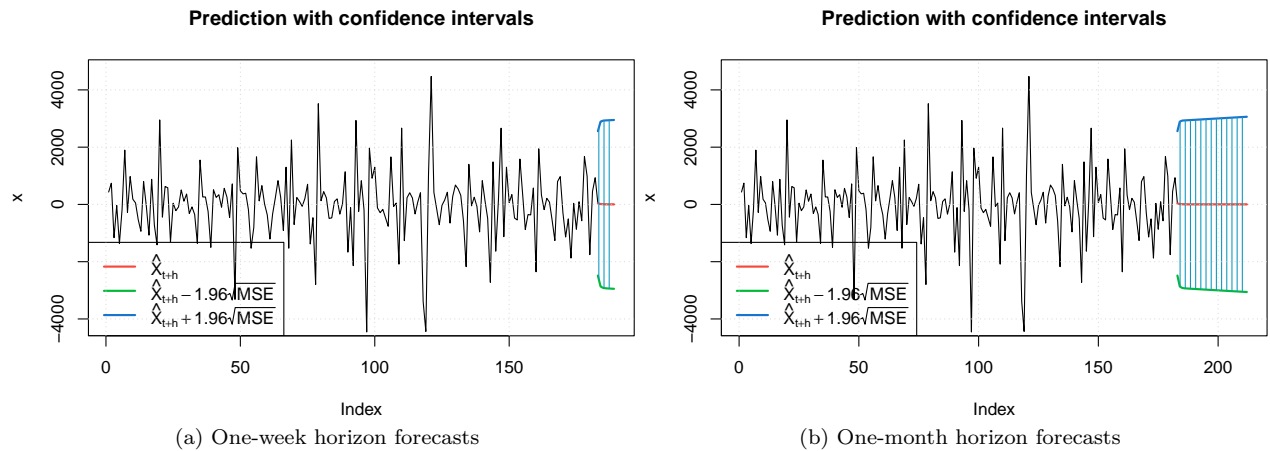 Prediction with confidence intervals
x
4000
2000
0
−4000
X̂t+h
X̂t+h − 1.96√MSE
X̂t+h + 1.96√MSE
0 50 100 150
Index
(a) One-week horizon forecasts
Prediction with confidence intervals
x
4000
2000
0
−4000
X̂t+h
X̂t+h − 1.96√MSE
X̂t+h + 1.96√MSE
0 50 100 150 200
Index
(b) One-month horizon forecasts